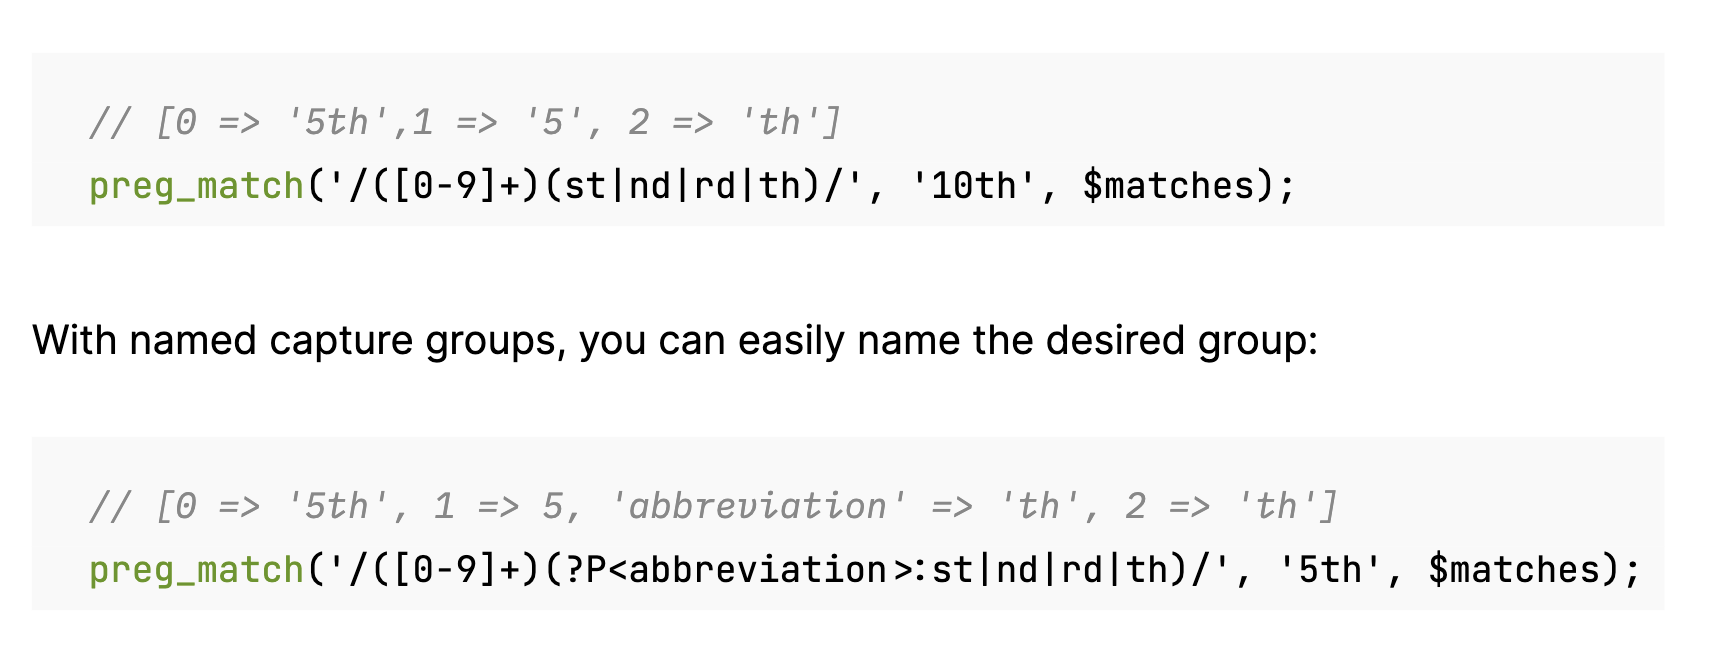 // [0 => '5th',1 => '5', 2 => 'th']
preg_match('/([0-9]+)(st|nd|rd|th)/', '10th', $matches);
With named capture groups, you can easily name the desired group:
// [0 => '5th', 1 => 5, 'abbreviation' => 'th', 2 => 'th']
preg_match('/([0-9]+)(?P<abbreviation>:st|nd|rd|th)/', '5th', $matches);